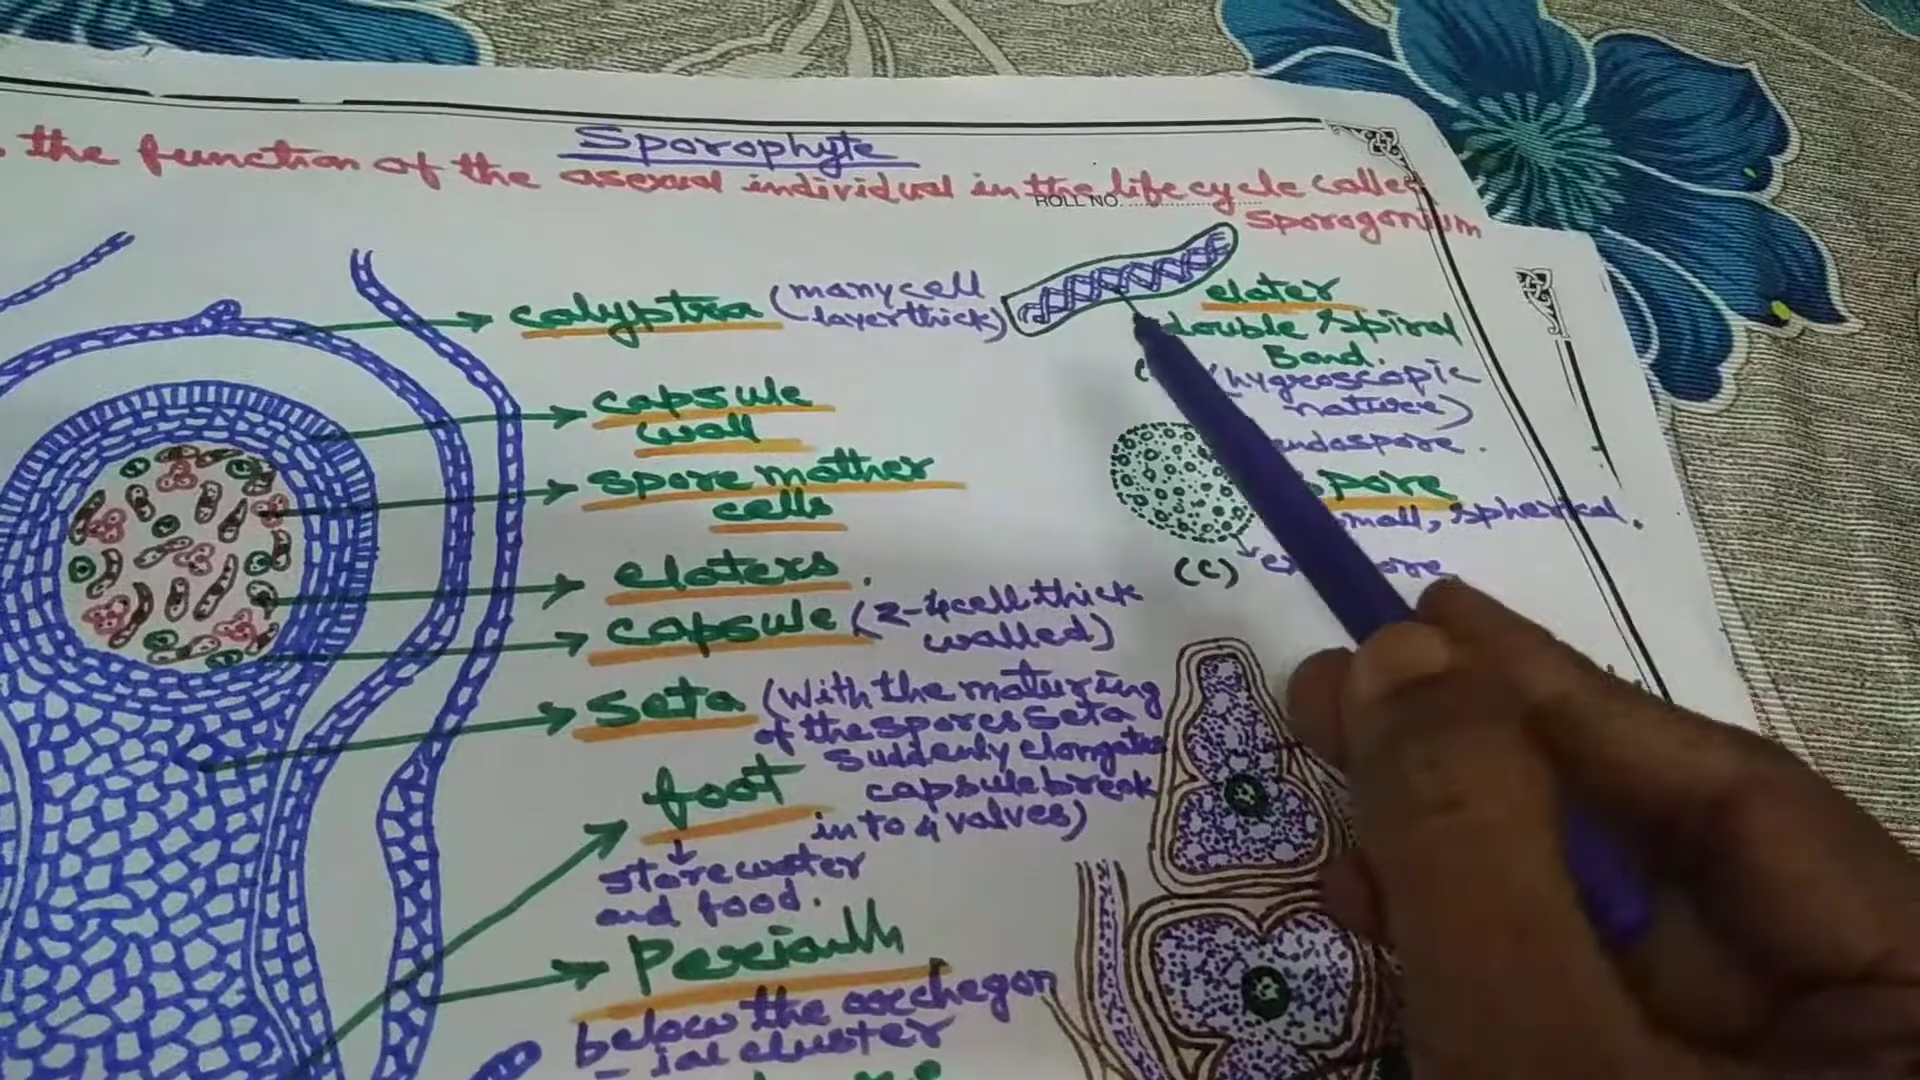 Sporophyte
the function of the asexual individual in the life cycle called
ROLL NO.
Sporogonium
calyptra (many cell
layer thick)
elater
double spiral
Band.
(hygroscopic
nature)
capsule
wall
endospore.
spore mother
cells
small, spherical.
(C)
elaters.
capsule (2-4 cell thick
walled)
seta (With the maturing
of the spores seta
suddenly elongates
capsule break
into 4 valves)
foot
store water
and food.
Perianth
below the archegon
-ial cluster